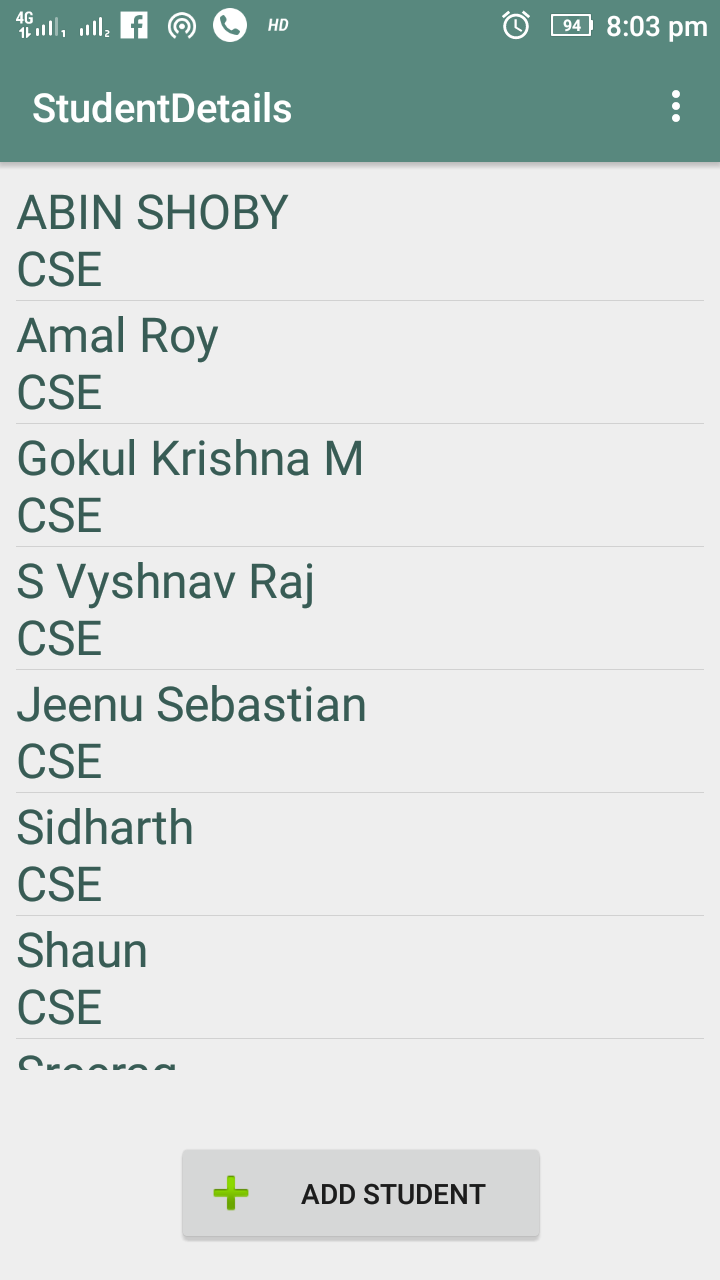 4G 1 2 HD 94 8:03 pm
StudentDetails
ABIN SHOBY
CSE
Amal Roy
CSE
Gokul Krishna M
CSE
S Vyshnav Raj
CSE
Jeenu Sebastian
CSE
Sidharth
CSE
Shaun
CSE
ADD STUDENT